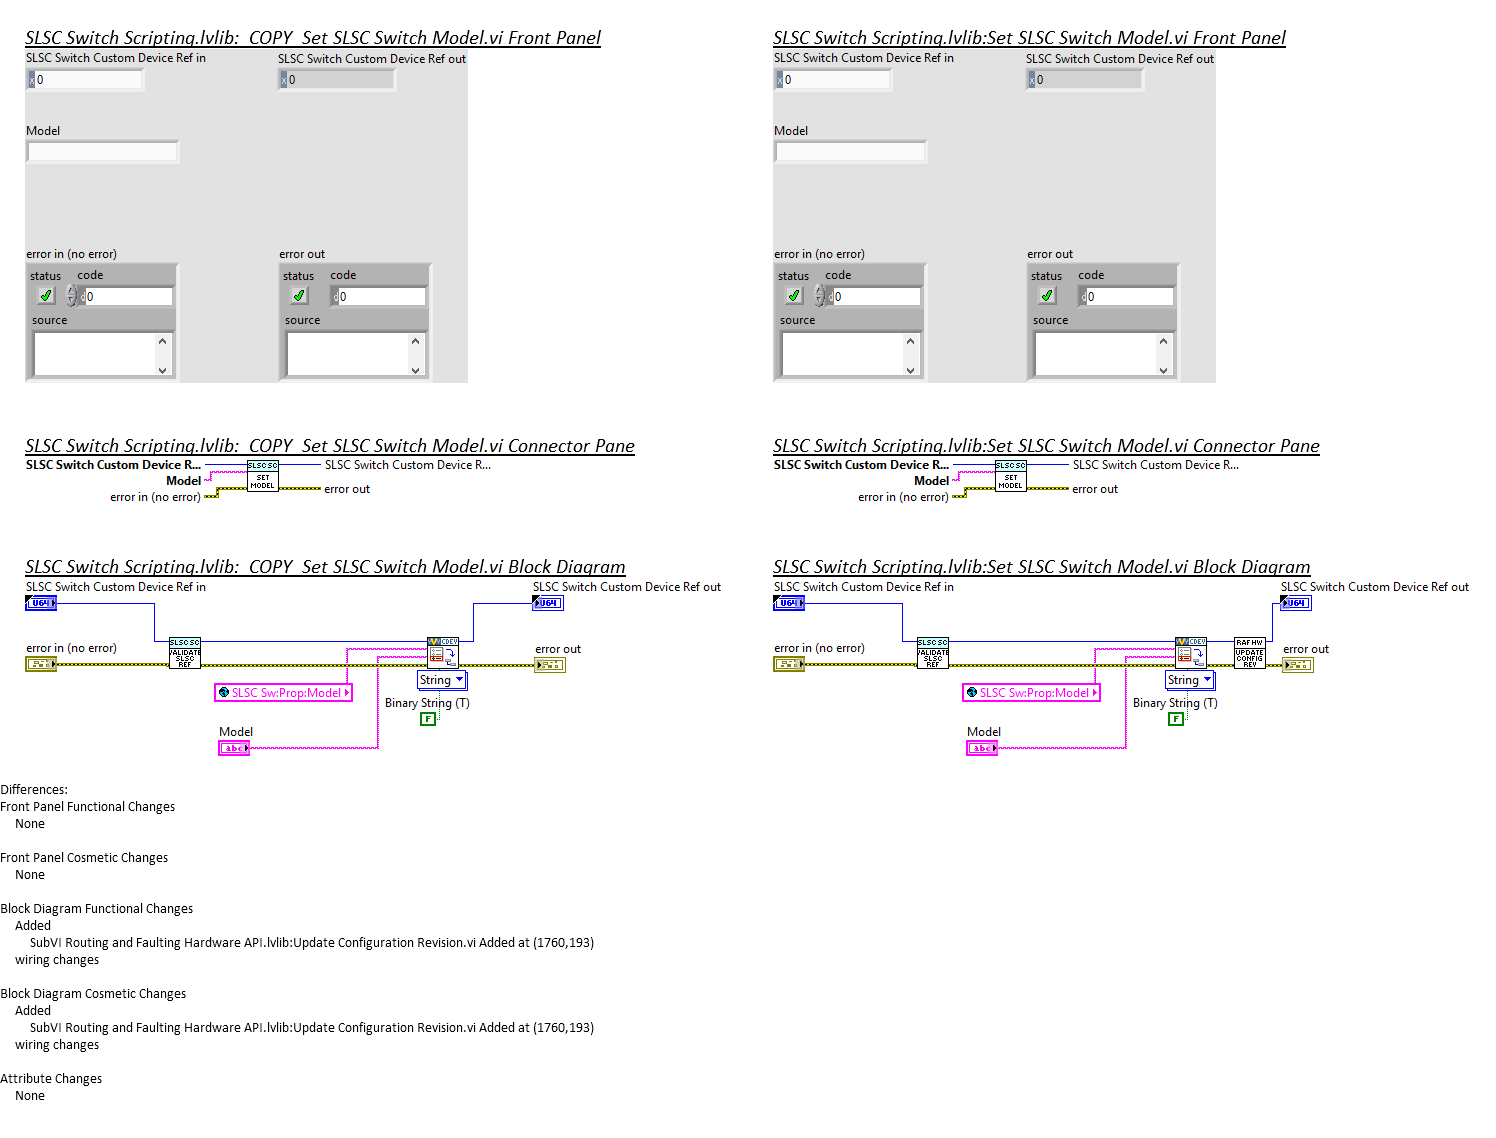 SLSC Switch Scripting.lvlib:_COPY_Set SLSC Switch Model.vi Front Panel
SLSC Switch Custom Device Ref in
SLSC Switch Custom Device Ref out
x 0
x 0
Model
error in (no error)
error out
status
code
status
code
d 0
d 0
source
source
SLSC Switch Scripting.lvlib:Set SLSC Switch Model.vi Front Panel
SLSC Switch Custom Device Ref in
SLSC Switch Custom Device Ref out
x 0
x 0
Model
error in (no error)
error out
status
code
status
code
d 0
d 0
source
source
SLSC Switch Scripting.lvlib:_COPY_Set SLSC Switch Model.vi Connector Pane
SLSC Switch Custom Device R...
SLSC SC
SLSC Switch Custom Device R...
Model
SET
MODEL
error in (no error)
error out
SLSC Switch Scripting.lvlib:Set SLSC Switch Model.vi Connector Pane
SLSC Switch Custom Device R...
SLSC SC
SLSC Switch Custom Device R...
Model
SET
MODEL
error in (no error)
error out
SLSC Switch Scripting.lvlib:_COPY_Set SLSC Switch Model.vi Block Diagram
SLSC Switch Custom Device Ref in
SLSC Switch Custom Device Ref out
U64
U64
error in (no error)
SLSC SC
VALIDATE
SLSC
REF
CDEV
error out
String
SLSC Sw:Prop:Model
Binary String (T)
F
Model
abc
SLSC Switch Scripting.lvlib:Set SLSC Switch Model.vi Block Diagram
SLSC Switch Custom Device Ref in
SLSC Switch Custom Device Ref out
U64
U64
error in (no error)
SLSC SC
VALIDATE
SLSC
REF
CDEV
RAF HW
UPDATE
CONFIG
REV
error out
String
SLSC Sw:Prop:Model
Binary String (T)
F
Model
abc
Differences:
Front Panel Functional Changes
None
Front Panel Cosmetic Changes
None
Block Diagram Functional Changes
Added
SubVI Routing and Faulting Hardware API.lvlib:Update Configuration Revision.vi Added at (1760,193)
wiring changes
Block Diagram Cosmetic Changes
Added
SubVI Routing and Faulting Hardware API.lvlib:Update Configuration Revision.vi Added at (1760,193)
wiring changes
Attribute Changes
None